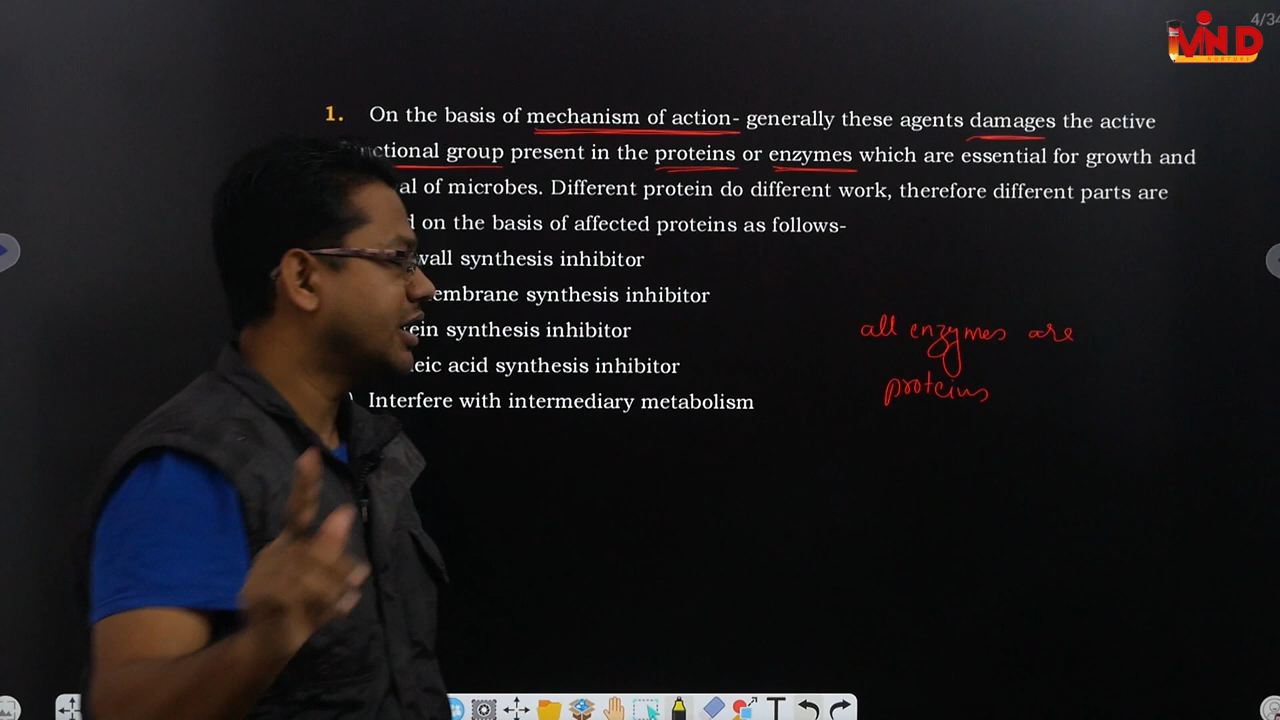 4/34
MIND
NURTURE
1. On the basis of mechanism of action- generally these agents damages the active
nctional group present in the proteins or enzymes which are essential for growth and
al of microbes. Different protein do different work, therefore different parts are
on the basis of affected proteins as follows-
wall synthesis inhibitor
embrane synthesis inhibitor
ein synthesis inhibitor
eic acid synthesis inhibitor
) Interfere with intermediary metabolism
all enzymes are
proteins